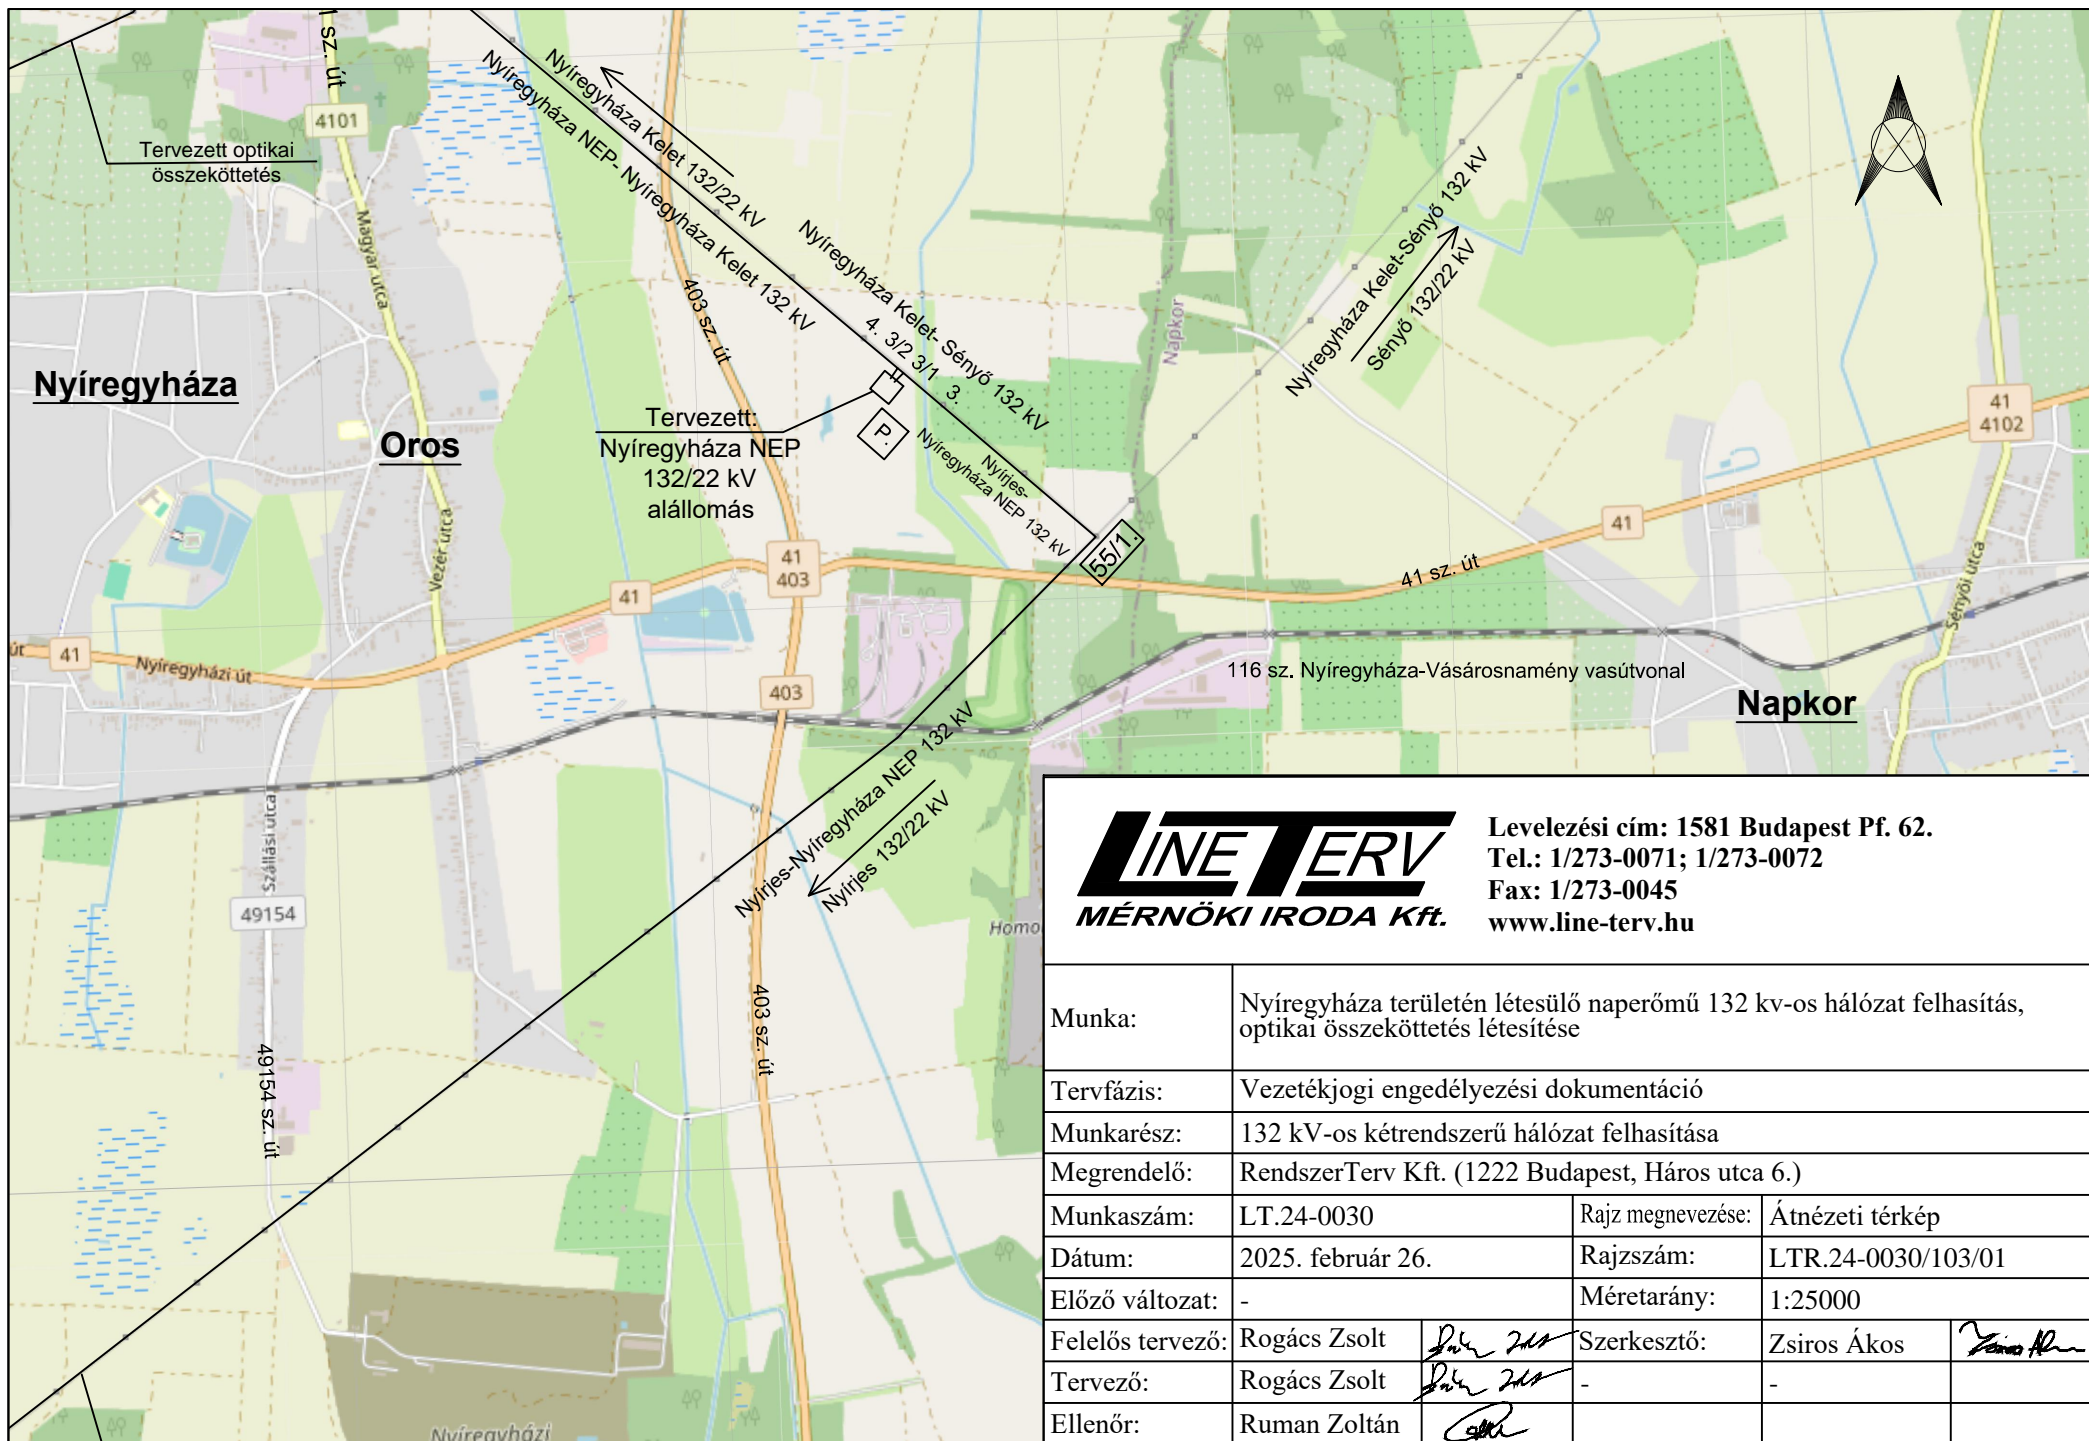 1 sz. út
4101
Tervezett optikai
összeköttetés
Magyar utca
Nyíregyháza Kelet 132/22 kV
Nyíregyháza NEP- Nyíregyháza Kelet 132 kV
Nyíregyháza Kelet- Sényő 132 kV
4. 3/2 3/1 3.
403 sz. út
Napkor
Nyíregyháza Kelet-Sényő 132 kV
Sényő 132/22 kV
Nyíregyháza
Oros
Tervezett:
Nyíregyháza NEP
132/22 kV
alállomás
P.
Nyírjes-
Nyíregyháza NEP 132 kV
55/1.
41
4102
41
41
403
41
41 sz. út
Vezér utca
Sényői utca
út
41
Nyíregyházi út
403
116 sz. Nyíregyháza-Vásárosnamény vasútvonal
Napkor
Nyírjes-Nyíregyháza NEP 132 kV
Nyírjes 132/22 kV
Szállási utca
49154
49154 sz. út
403 sz. út
Homo
Nyíregyházi
LINE TERV
MÉRNÖKI IRODA Kft.
Levelezési cím: 1581 Budapest Pf. 62.
Tel.: 1/273-0071; 1/273-0072
Fax: 1/273-0045
www.line-terv.hu
Munka: Nyíregyháza területén létesülő naperőmű 132 kv-os hálózat felhasítás,
optikai összeköttetés létesítése
Tervfázis: Vezetékjogi engedélyezési dokumentáció
Munkarész: 132 kV-os kétrendszerű hálózat felhasítása
Megrendelő: RendszerTerv Kft. (1222 Budapest, Háros utca 6.)
Munkaszám: LT.24-0030 Rajz megnevezése: Átnézeti térkép
Dátum: 2025. február 26. Rajzszám: LTR.24-0030/103/01
Előző változat: - Méretarány: 1:25000
Felelős tervező: Rogács Zsolt Szerkesztő: Zsiros Ákos
Tervező: Rogács Zsolt - -
Ellenőr: Ruman Zoltán